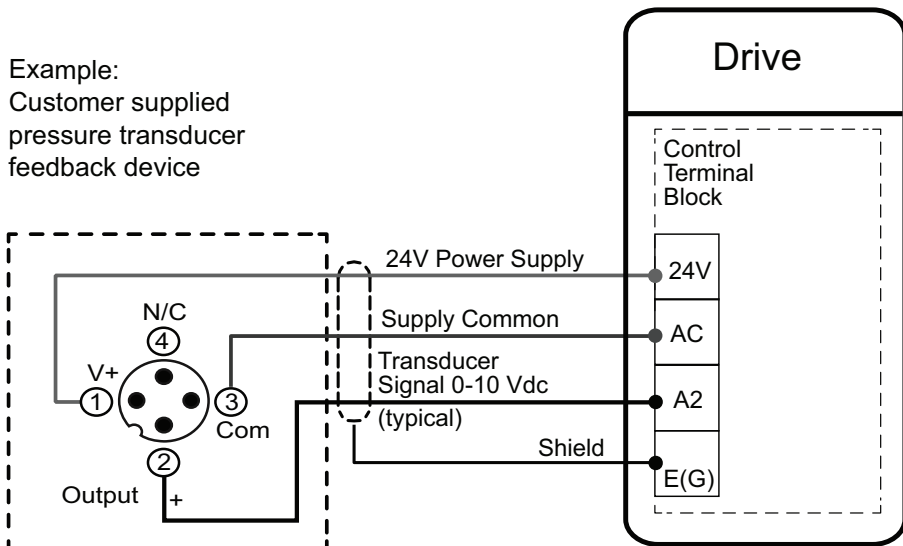 Example:
Customer supplied
pressure transducer
feedback device
Drive
Control
Terminal
Block
24V Power Supply
24V
Supply Common
AC
Transducer
Signal 0-10 Vdc
(typical)
A2
Shield
E(G)
N/C
4
V+
1
3
Com
2
Output
+